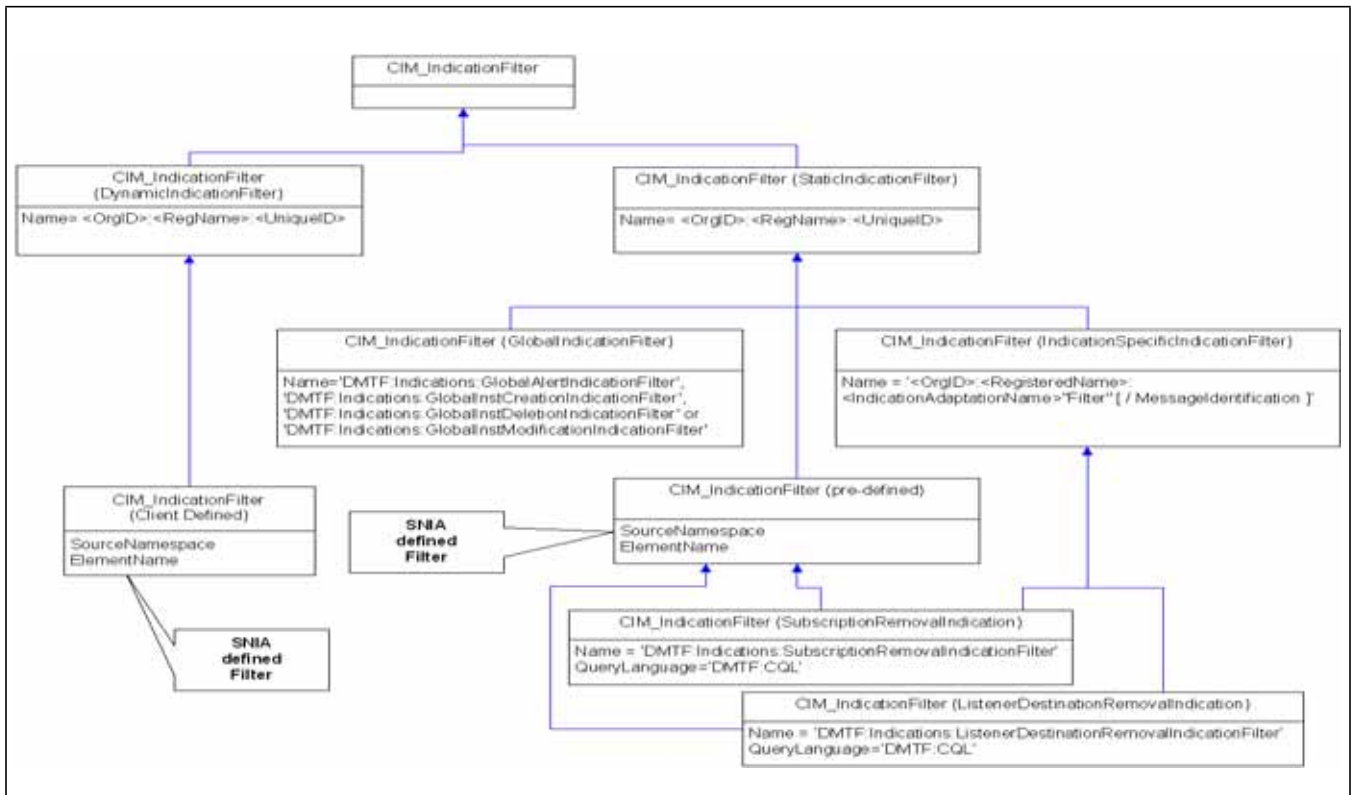 CIM_IndicationFilter
CIM_IndicationFilter
(DynamicIndicationFilter)
Name= <OrgID>:<RegName>:<UniqueID>
CIM_IndicationFilter (StaticIndicationFilter)
Name= <OrgID>:<RegName>:<UniqueID>
CIM_IndicationFilter (GlobalIndicationFilter)
Name='DMTF:Indications:GlobalAlertIndicationFilter',
'DMTF:Indications:GlobalInstCreationIndicationFilter',
'DMTF:Indications:GlobalInstDeletionIndicationFilter' or
'DMTF:Indications:GlobalInstModificationIndicationFilter'
CIM_IndicationFilter (IndicationSpecificIndicationFilter)
Name = '<OrgID>:<RegisteredName>:
<IndicationAdaptationName>"Filter" [ / MessageIdentification ]'
CIM_IndicationFilter
(Client Defined)
SourceNamespace
ElementName
SNIA
defined
Filter
CIM_IndicationFilter (pre-defined)
SourceNamespace
ElementName
SNIA
defined
Filter
CIM_IndicationFilter (SubscriptionRemovalIndication)
Name = 'DMTF:Indications:SubscriptionRemovalIndicationFilter'
QueryLanguage='DMTF:CQL'
CIM_IndicationFilter (ListenerDestinationRemovalIndication)
Name = 'DMTF:Indications:ListenerDestinationRemovalIndicationFilter'
QueryLanguage='DMTF:CQL'